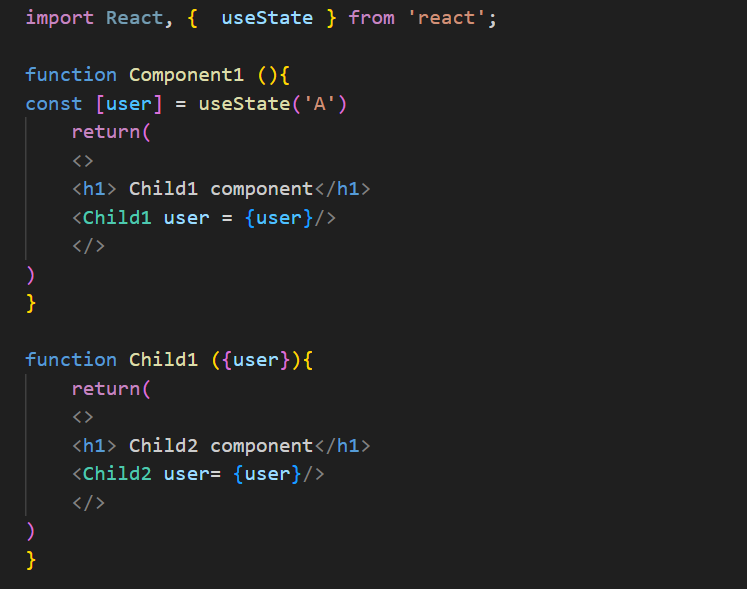 import React, {  useState } from 'react';

function Component1 (){
const [user] = useState('A')
    return(
    <>
    <h1> Child1 component</h1>
    <Child1 user = {user}/>
    </>
)
}

function Child1 ({user}){
    return(
    <>
    <h1> Child2 component</h1>
    <Child2 user= {user}/>
    </>
)
}